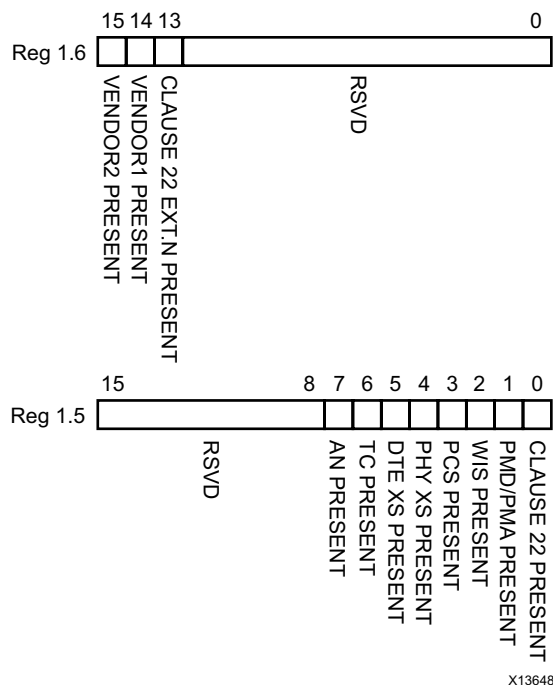 15 14 13 0
Reg 1.6
VENDOR2 PRESENT
VENDOR1 PRESENT
CLAUSE 22 EXT.N PRESENT
RSVD
15 8 7 6 5 4 3 2 1 0
Reg 1.5
RSVD
AN PRESENT
TC PRESENT
DTE XS PRESENT
PHY XS PRESENT
PCS PRESENT
WIS PRESENT
PMD/PMA PRESENT
CLAUSE 22 PRESENT
X13648